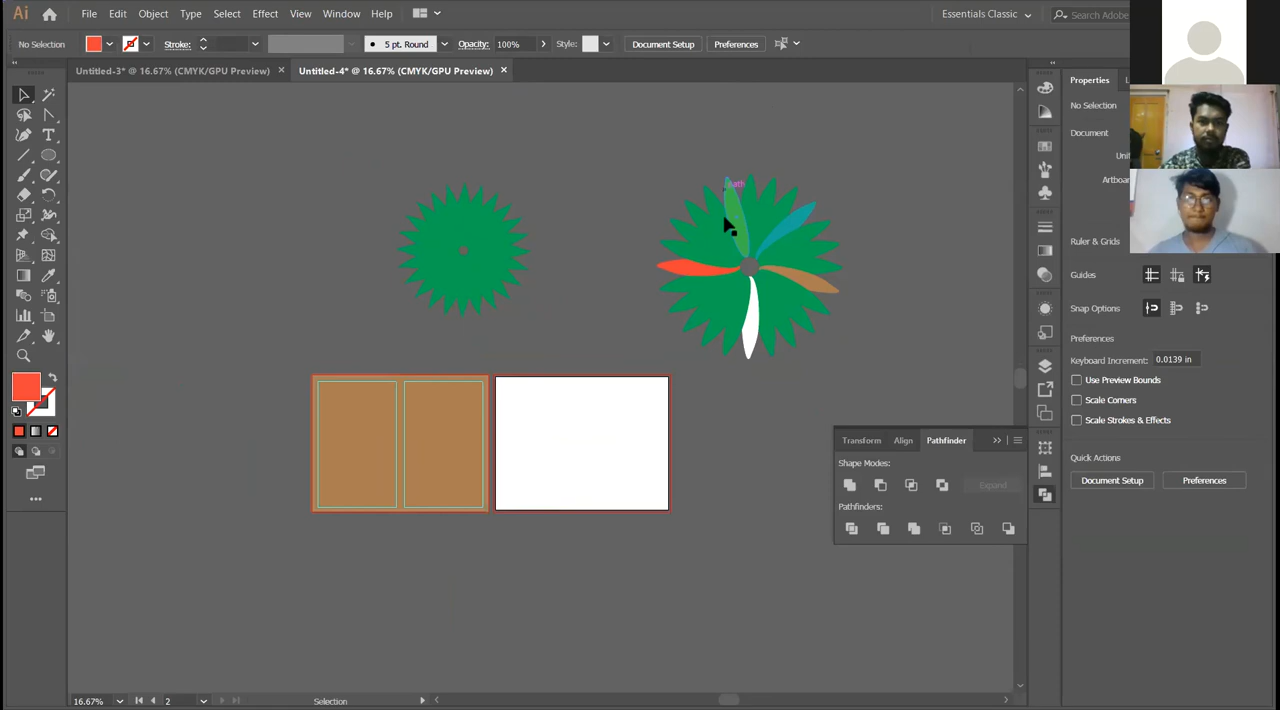 Ai File Edit Object Type Select Effect View Window Help Essentials Classic Search Adobe
No Selection Stroke: 5 pt. Round Opacity: 100% Style: Document Setup Preferences
Untitled-3* @ 16.67% (CMYK/GPU Preview) × Untitled-4* @ 16.67% (CMYK/GPU Preview) ×
Properties L
No Selection
Document
Unit
Artboard
Ruler & Grids
Guides
Snap Options
Preferences
Keyboard Increment: 0.0139 in
Use Preview Bounds
Scale Corners
Scale Strokes & Effects
Quick Actions
Document Setup Preferences
Transform Align Pathfinder
Shape Modes:
Expand
Pathfinders:
16.67% 2 Selection